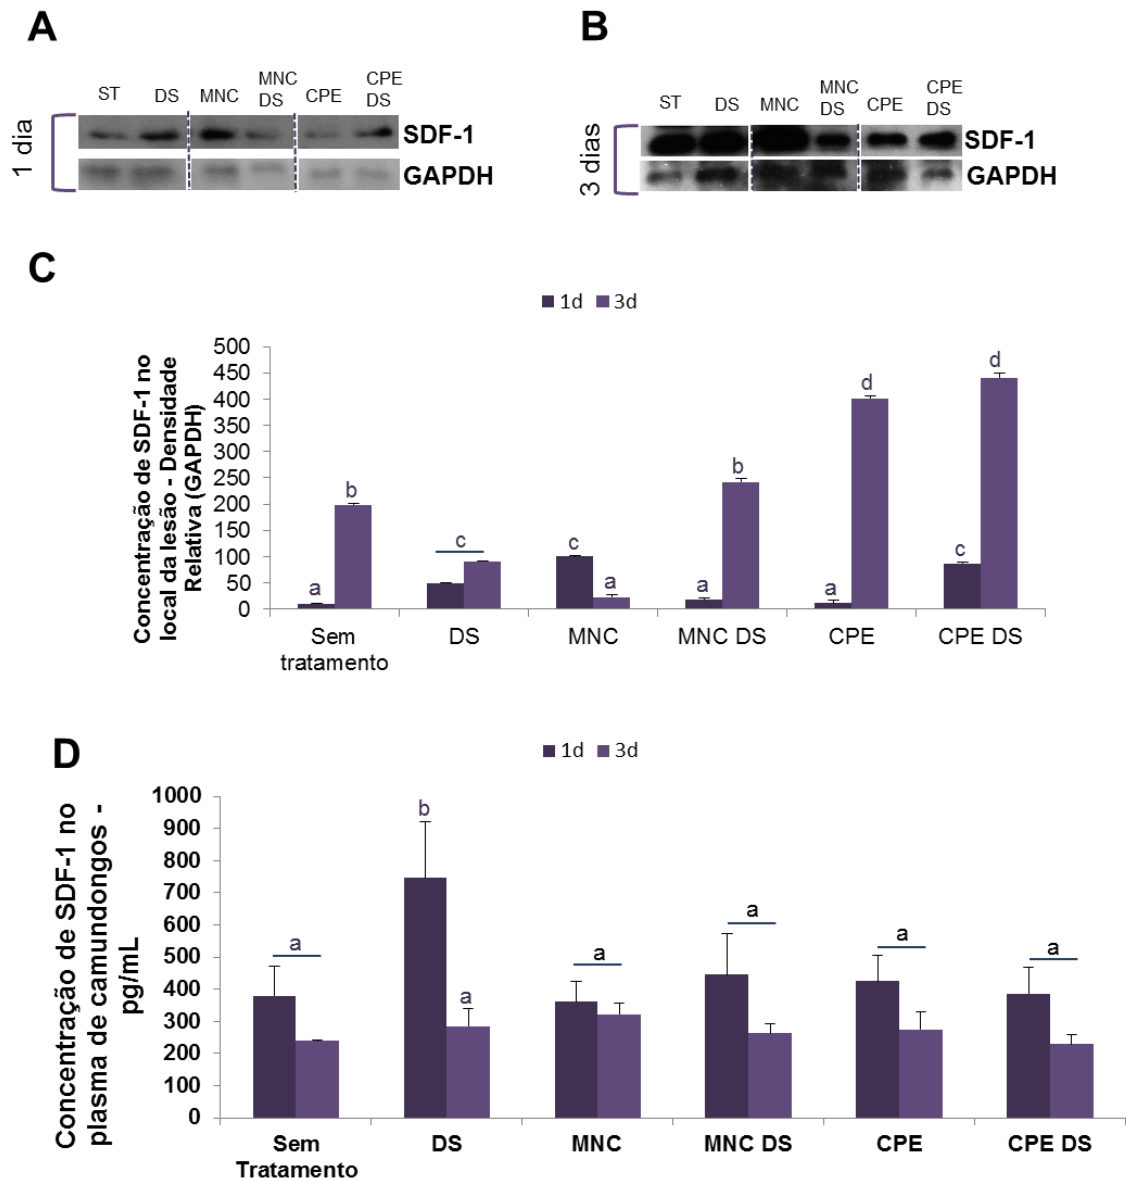 A
ST DS MNC MNC DS CPE CPE DS
1 dia
SDF-1
GAPDH
B
ST DS MNC MNC DS CPE CPE DS
3 dias
SDF-1
GAPDH
C
1d 3d
Concentração de SDF-1 no
local da lesão - Densidade
Relativa (GAPDH)
500
450
400
350
300
250
200
150
100
50
0
a b c c a a b a d c d
Sem
tratamento
DS
MNC
MNC DS
CPE
CPE DS
D
1d 3d
Concentração de SDF-1 no
plasma de camundongos -
pg/mL
1000
900
800
700
600
500
400
300
200
100
0
a b a a a a a
Sem
Tratamento
DS
MNC
MNC DS
CPE
CPE DS